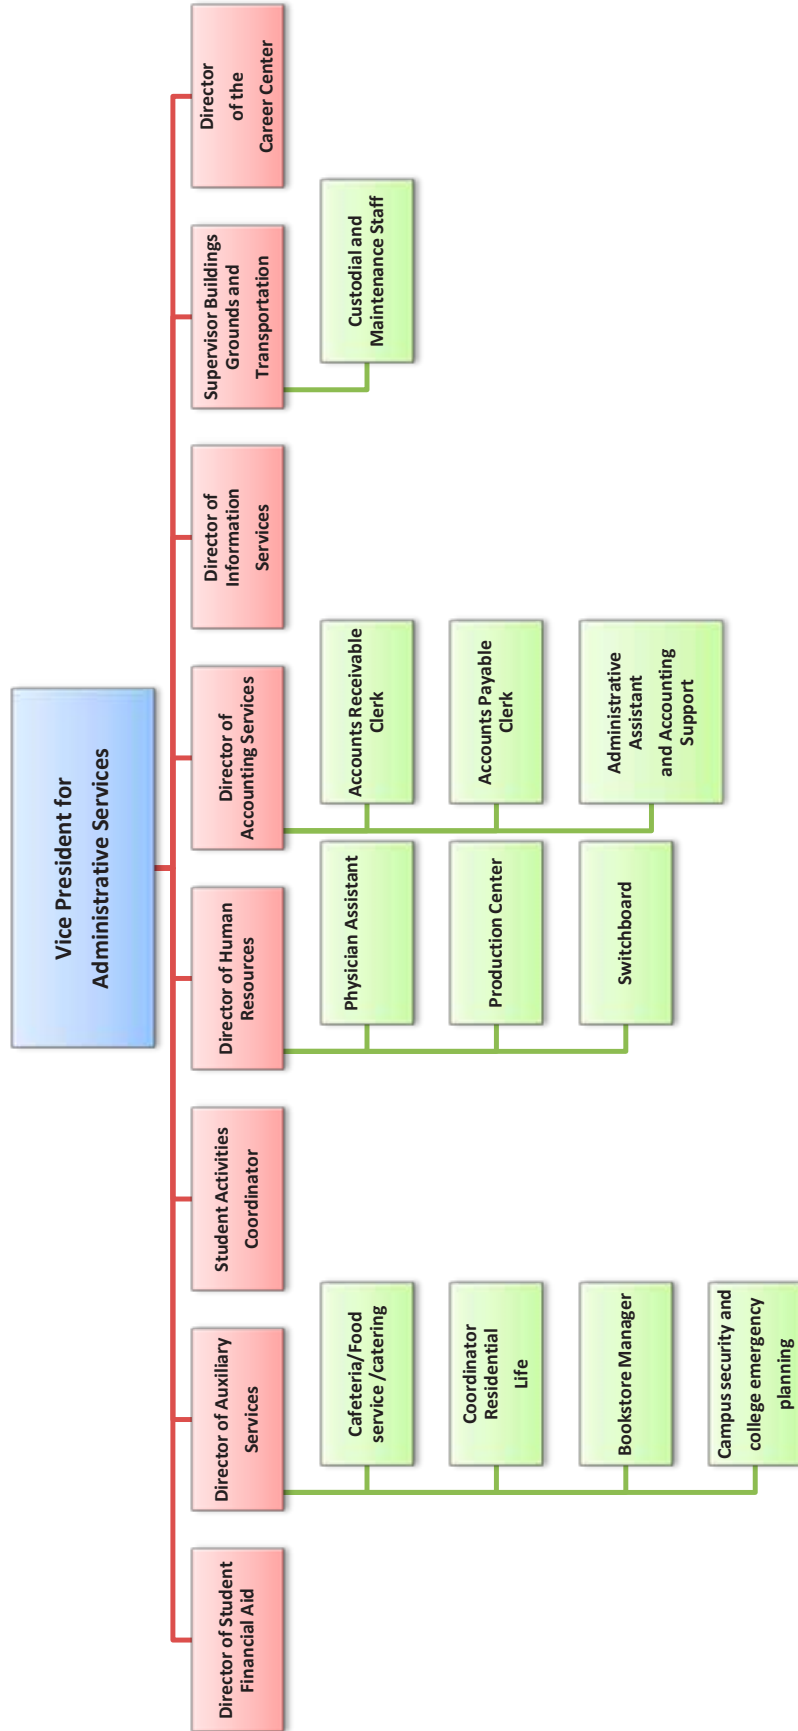 Vice President for
Administrative Services
Director of Student
Financial Aid
Director of Auxiliary
Services
Student Activities
Coordinator
Director of Human
Resources
Director of
Accounting Services
Director of
Information
Services
Supervisor Buildings
Grounds and
Transportation
Director
of the
Career Center
Cafeteria/Food
service /catering
Coordinator
Residential
Life
Bookstore Manager
Campus security and
college emergency
planning
Physician Assistant
Production Center
Switchboard
Accounts Receivable
Clerk
Accounts Payable
Clerk
Administrative
Assistant
and Accounting
Support
Custodial and
Maintenance Staff